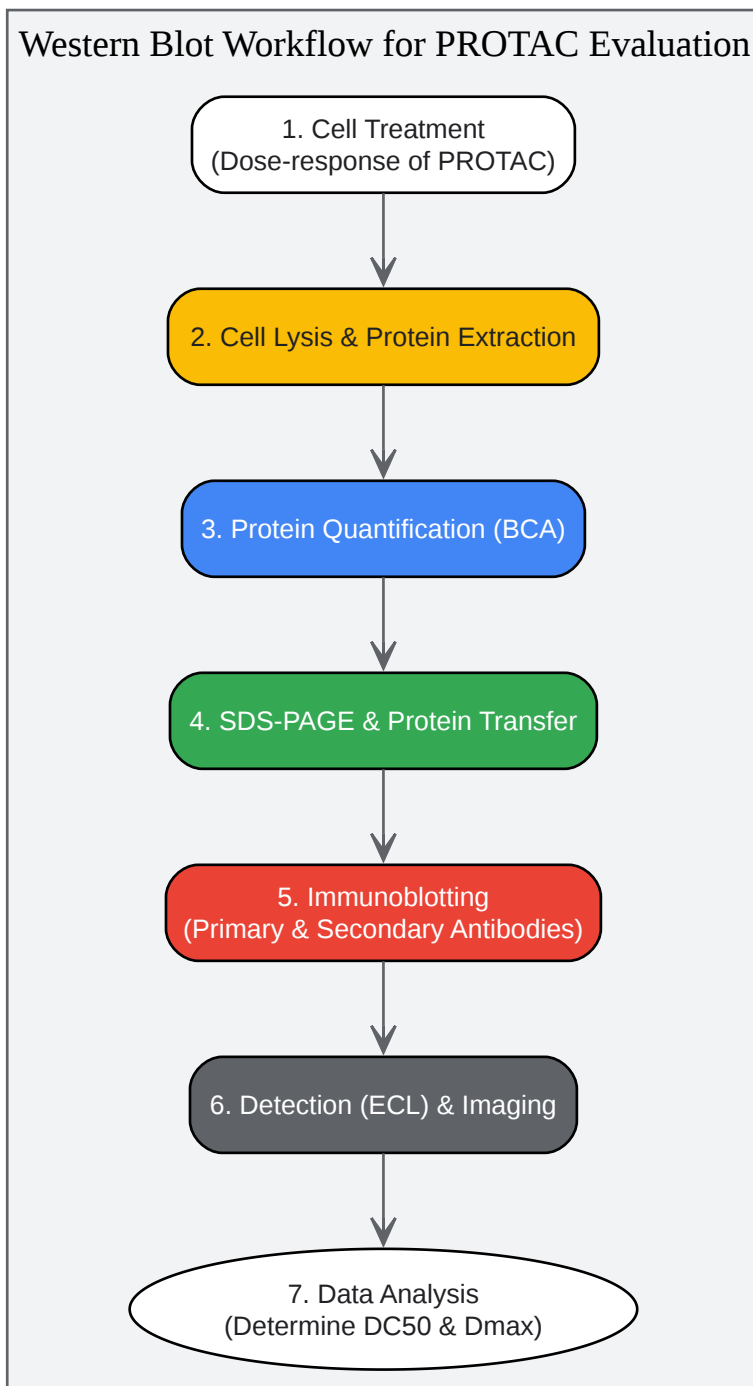 Western Blot Workflow for PROTAC Evaluation
1. Cell Treatment
(Dose-response of PROTAC)
2. Cell Lysis & Protein Extraction
3. Protein Quantification (BCA)
4. SDS-PAGE & Protein Transfer
5. Immunoblotting
(Primary & Secondary Antibodies)
6. Detection (ECL) & Imaging
7. Data Analysis
(Determine DC50 & Dmax)